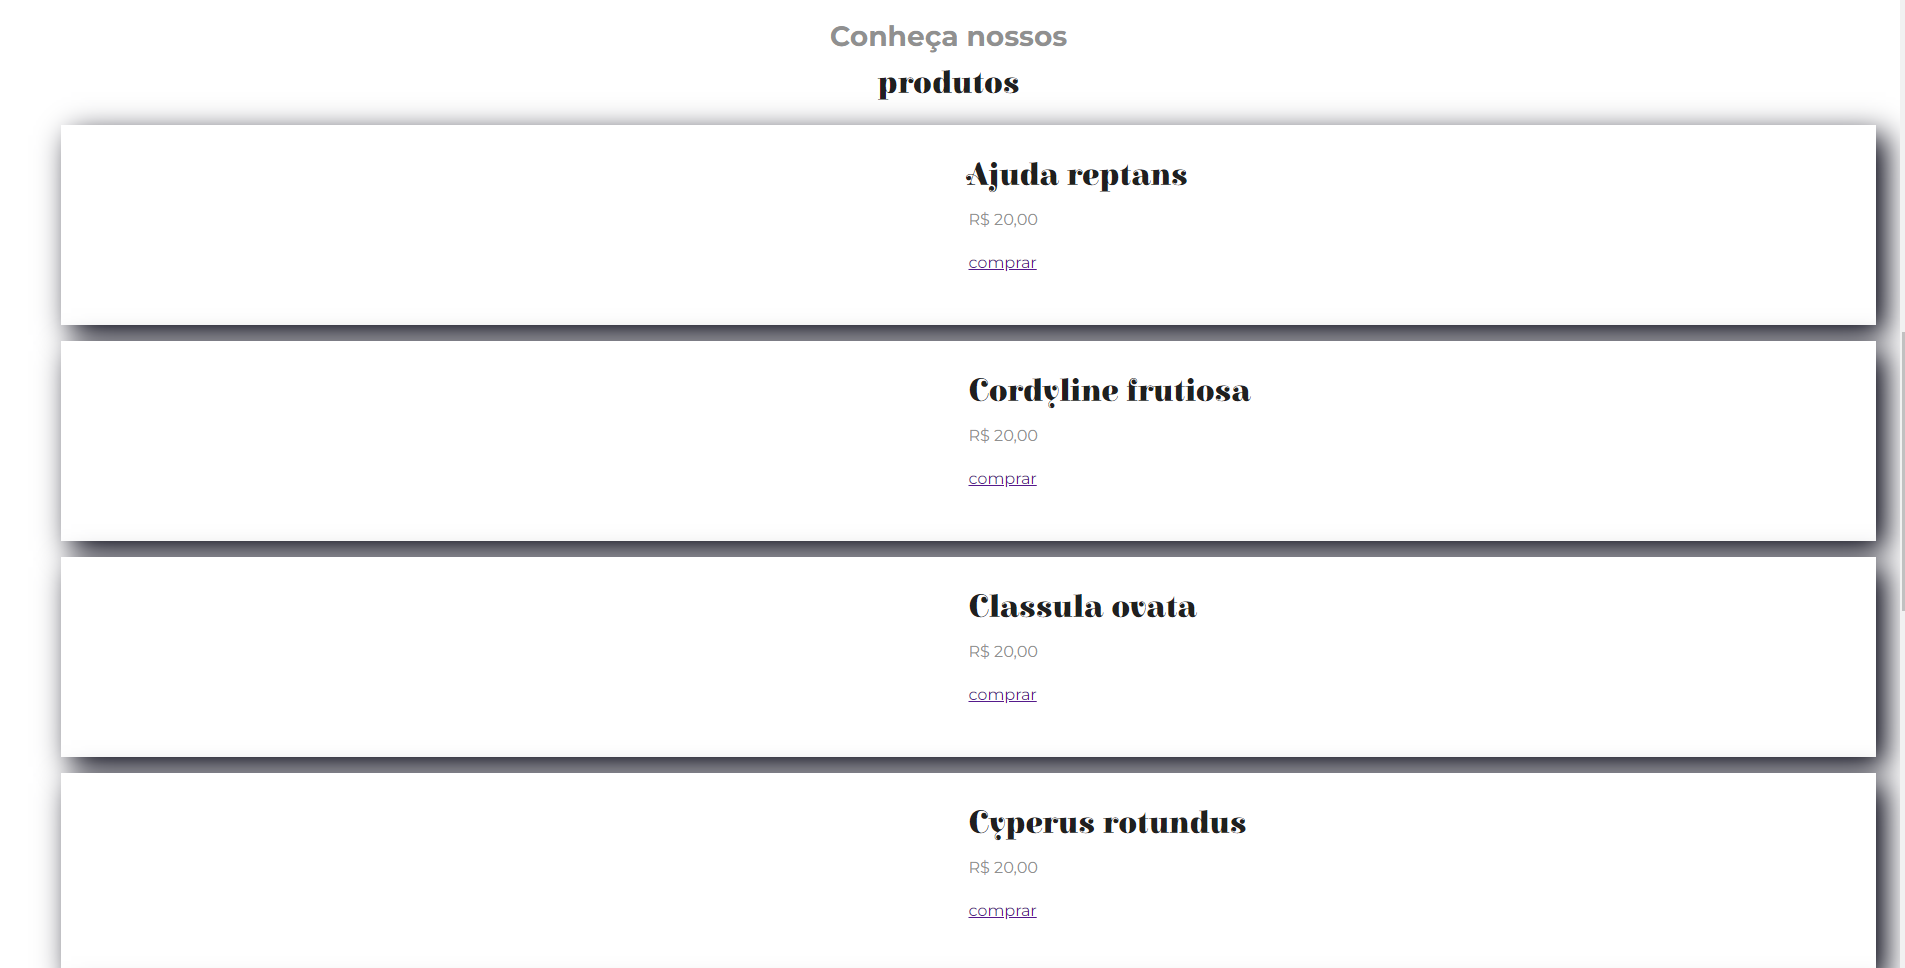 Conheça nossos
produtos
Ajuda reptans
R$ 20,00
comprar
Cordyline frutiosa
R$ 20,00
comprar
Classula ovata
R$ 20,00
comprar
Cyperus rotundus
R$ 20,00
comprar